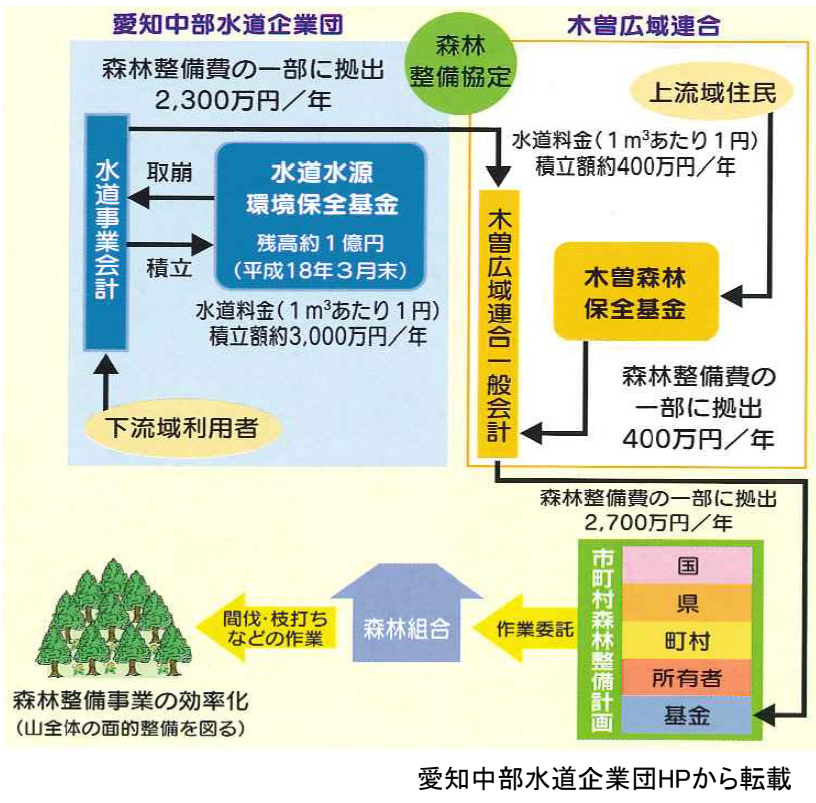 愛知中部水道企業団
森林
整備協定
木曽広域連合
森林整備費の一部に拠出
2,300万円／年
水道事業会計
取崩
積立
水道水源
環境保全基金
残高約１億円
(平成18年３月末)
水道料金(１m³あたり１円)
積立額約3,000万円／年
下流域利用者
上流域住民
水道料金(１m³あたり１円)
積立額約400万円／年
木曽広域連合一般会計
木曽森林
保全基金
森林整備費の
一部に拠出
400万円／年
森林整備費の一部に拠出
2,700万円／年
市町村森林整備計画
国
県
町村
所有者
基金
作業委託
森林組合
間伐・枝打ち
などの作業
森林整備事業の効率化
(山全体の面的整備を図る)
愛知中部水道企業団HPから転載